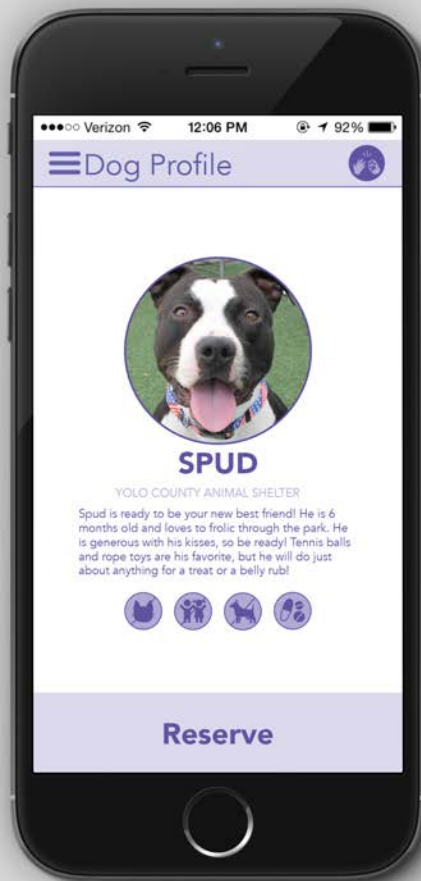 Verizon 12:06 PM 92%
Dog Profile
SPUD
YOLO COUNTY ANIMAL SHELTER
Spud is ready to be your new best friend! He is 6
months old and loves to frolic through the park. He
is generous with his kisses, so be ready! Tennis balls
and rope toys are his favorite, but he will do just
about anything for a treat or a belly rub!
Reserve